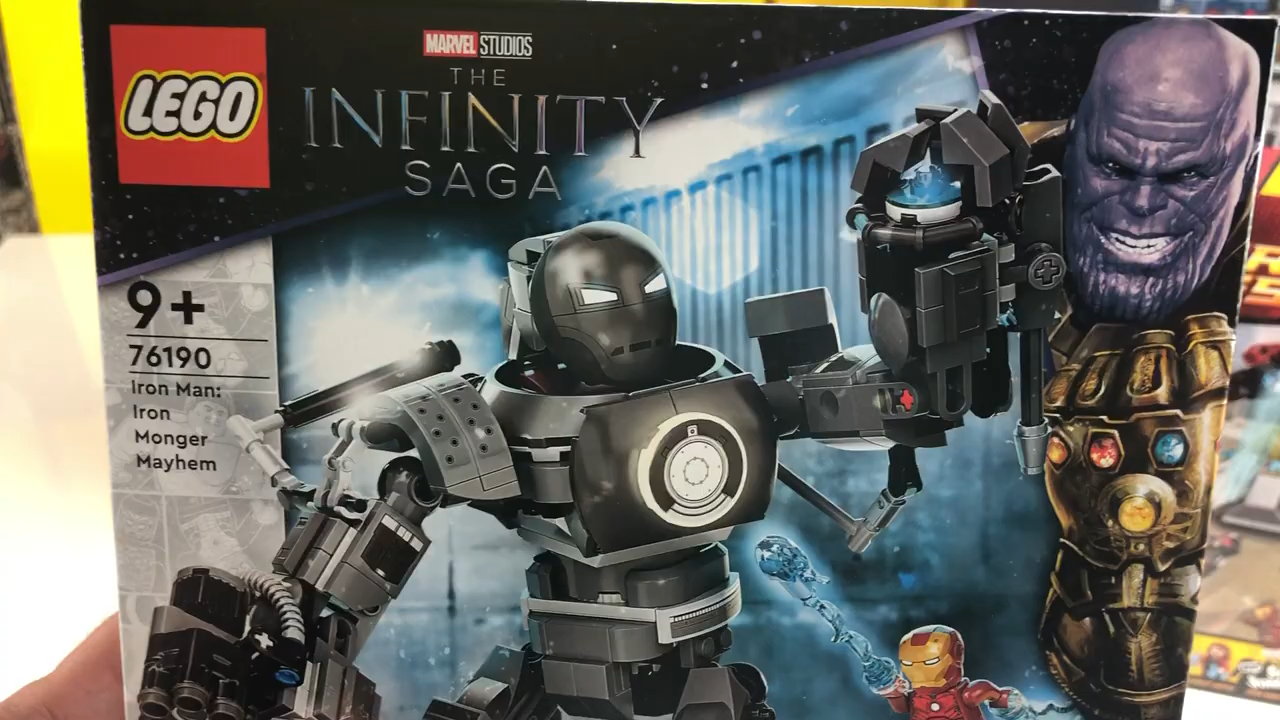 LEGO
MARVEL STUDIOS
THE
INFINITY
SAGA
9+
76190
Iron Man:
Iron
Monger
Mayhem